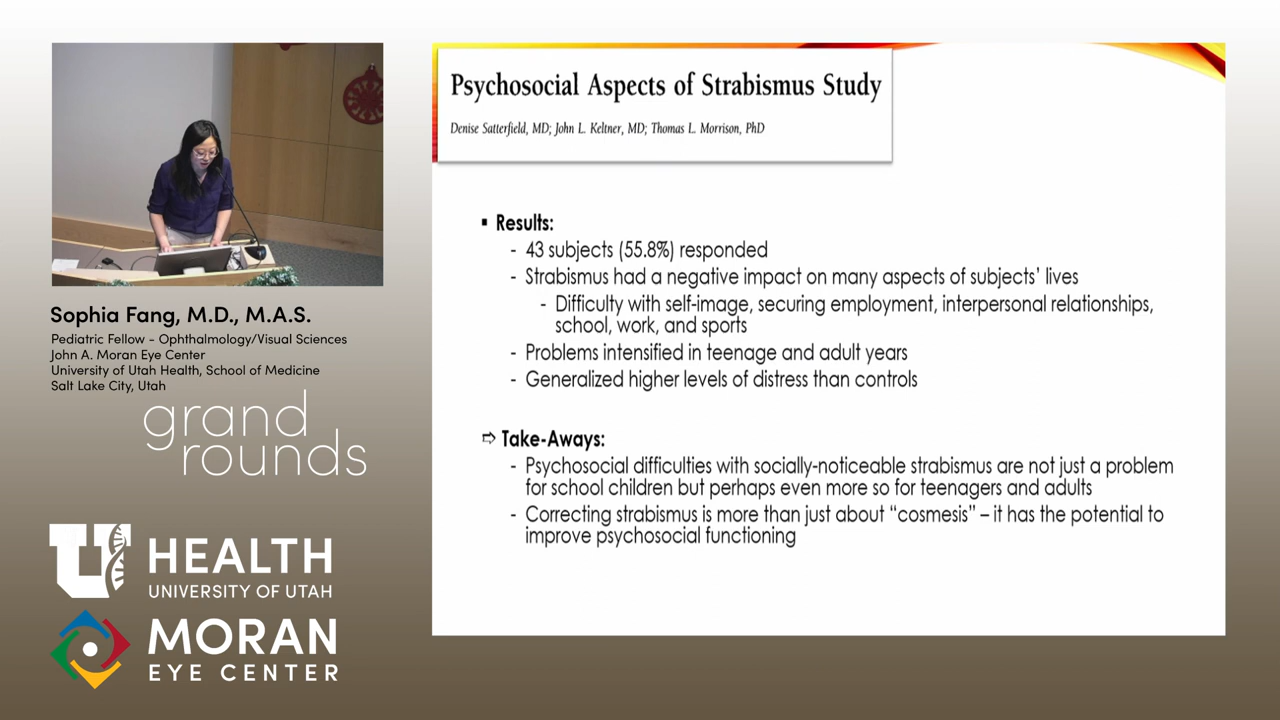 Psychosocial Aspects of Strabismus Study
Denise Satterfield, MD; John L. Keltner, MD; Thomas L. Morrison, PhD
▪ Results:
- 43 subjects (55.8%) responded
- Strabismus had a negative impact on many aspects of subjects’ lives
- Difficulty with self-image, securing employment, interpersonal relationships,
school, work, and sports
- Problems intensified in teenage and adult years
- Generalized higher levels of distress than controls
⇨ Take-Aways:
- Psychosocial difficulties with socially-noticeable strabismus are not just a problem
for school children but perhaps even more so for teenagers and adults
- Correcting strabismus is more than just about “cosmesis” – it has the potential to
improve psychosocial functioning
Sophia Fang, M.D., M.A.S.
Pediatric Fellow - Ophthalmology/Visual Sciences
John A. Moran Eye Center
University of Utah Health, School of Medicine
Salt Lake City, Utah
grand
rounds
U HEALTH
UNIVERSITY OF UTAH
MORAN
EYE CENTER